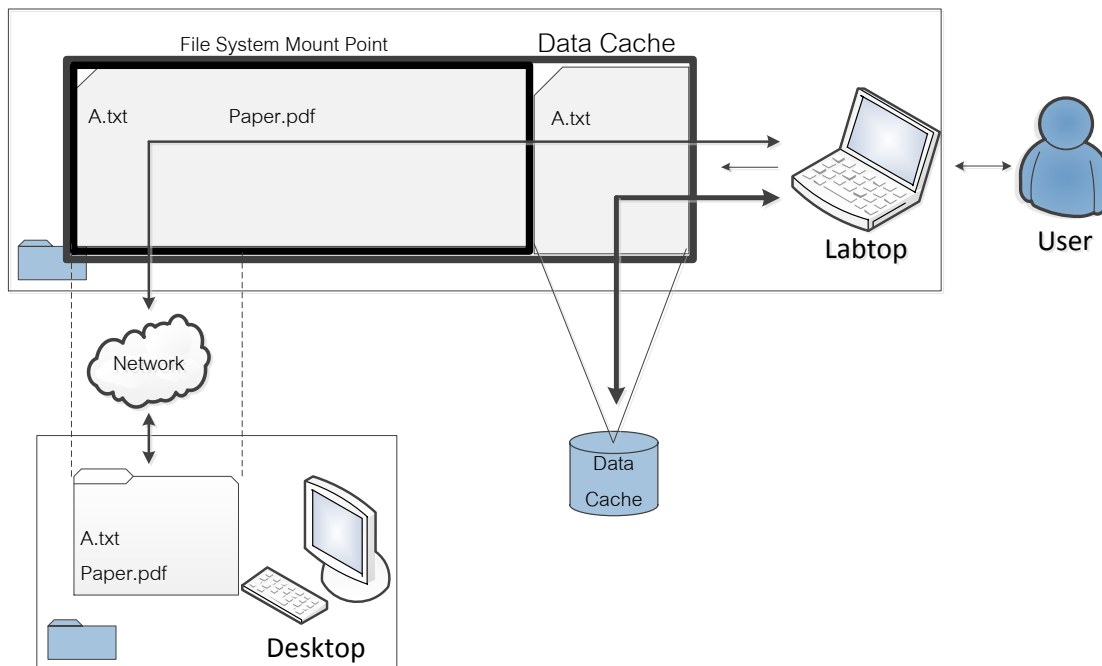 File System Mount Point
Data Cache
A.txt
Paper.pdf
A.txt
Labtop
User
Network
Data
Cache
A.txt
Paper.pdf
Desktop